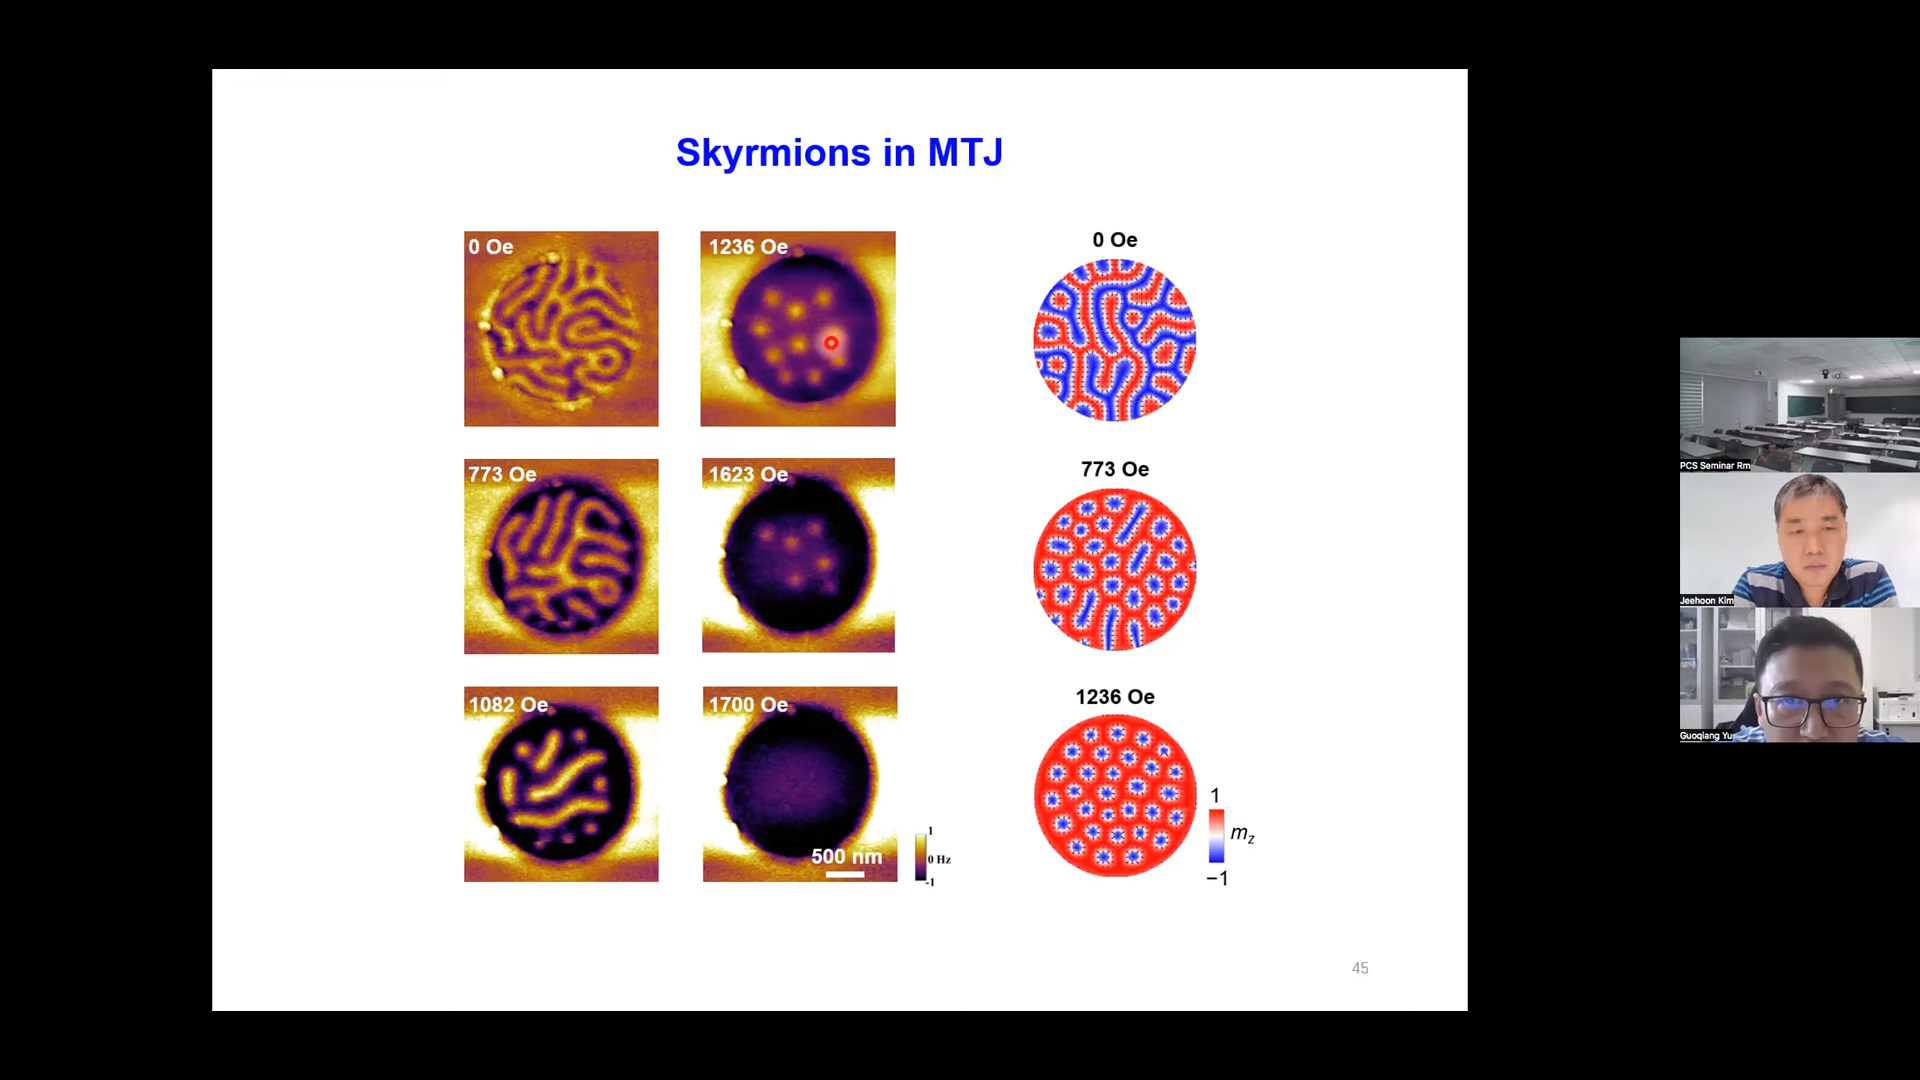 Skyrmions in MTJ
0 Oe
1236 Oe
0 Oe
773 Oe
1623 Oe
773 Oe
1082 Oe
1700 Oe
1236 Oe
500 nm
1
0 Hz
-1
1
mz
−1
45
PCS Seminar Rm
Jeehoon Kim
Guoqiang Yu